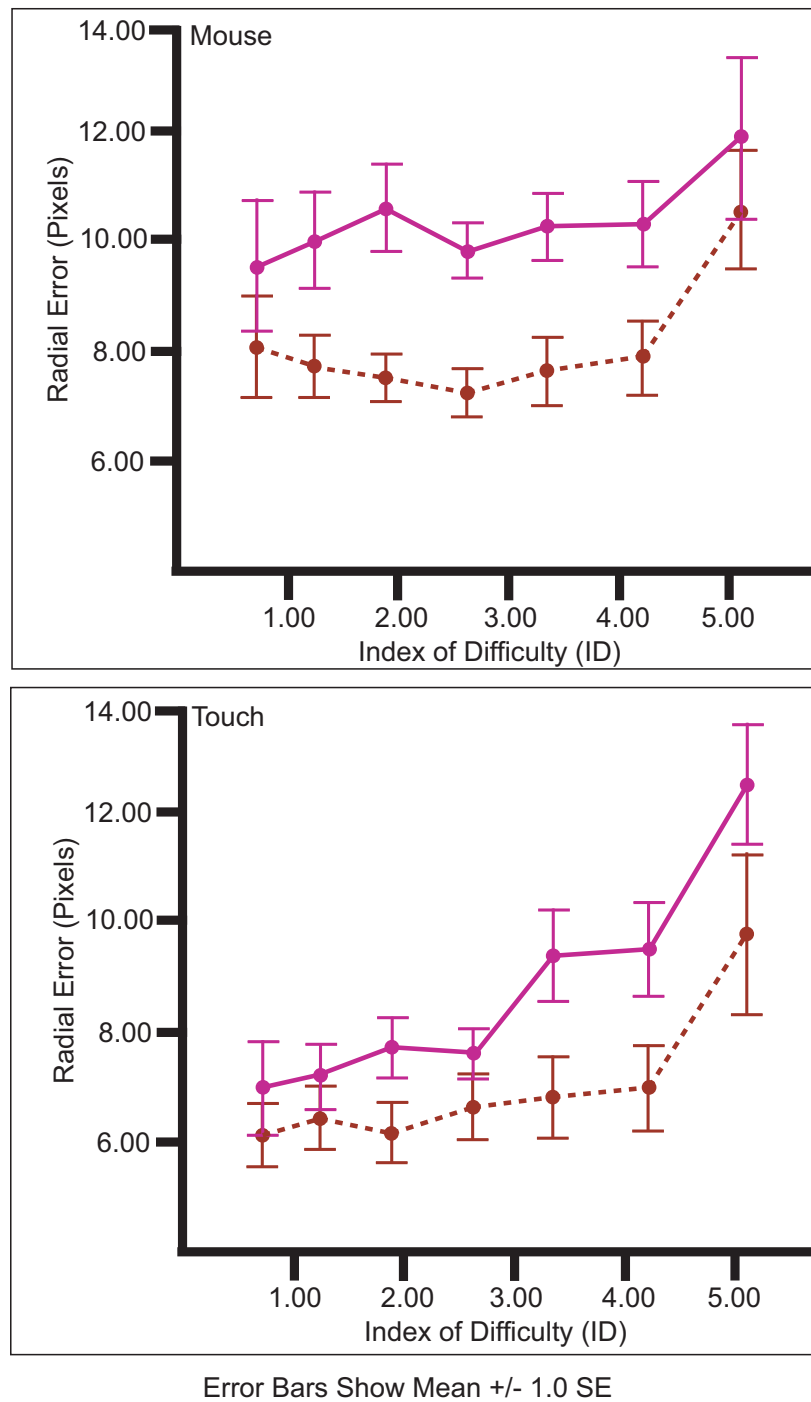 14.00
Mouse
12.00
10.00
8.00
6.00
Radial Error (Pixels)
1.00 2.00 3.00 4.00 5.00
Index of Difficulty (ID)
14.00
Touch
12.00
10.00
8.00
6.00
Radial Error (Pixels)
1.00 2.00 3.00 4.00 5.00
Index of Difficulty (ID)
Error Bars Show Mean +/- 1.0 SE